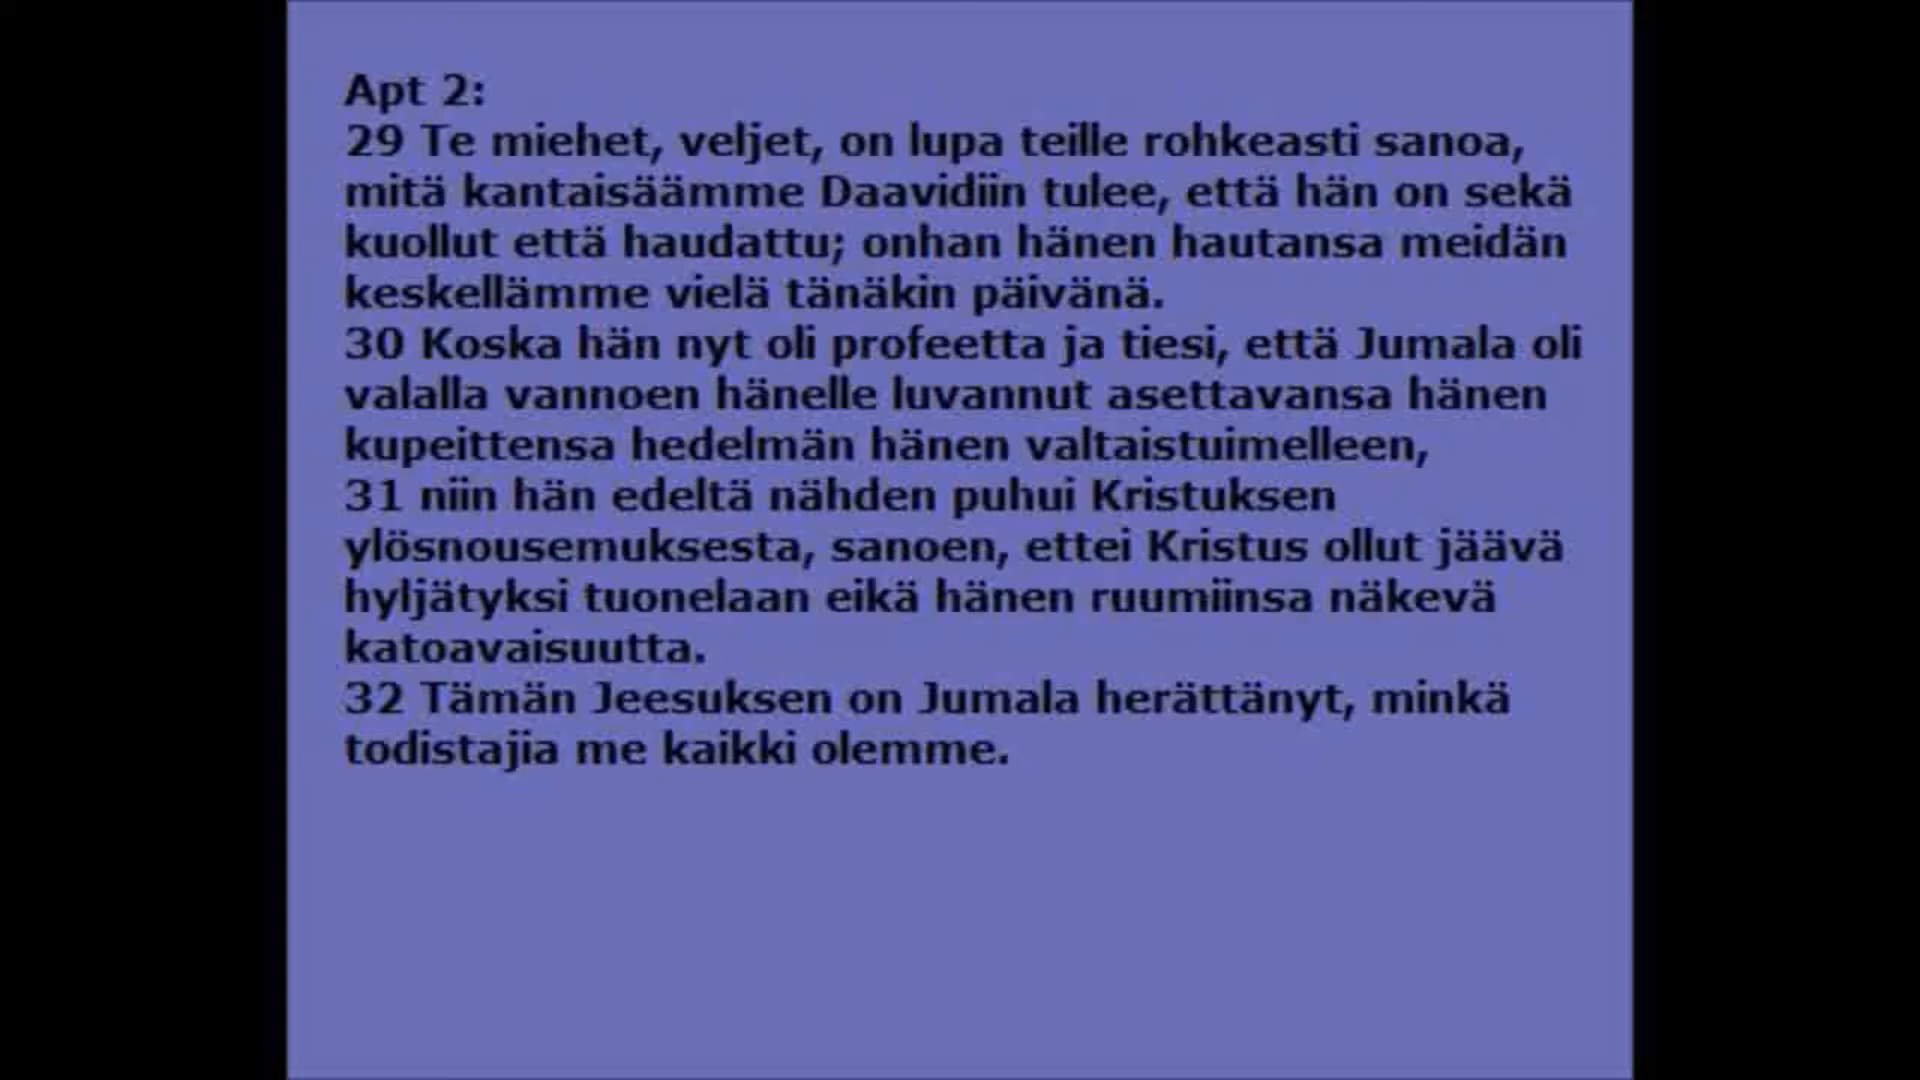 Apt 2:
29 Te miehet, veljet, on lupa teille rohkeasti sanoa,
mitä kantaisäämme Daavidiin tulee, että hän on sekä
kuollut että haudattu; onhan hänen hautansa meidän
keskellämme vielä tänäkin päivänä.
30 Koska hän nyt oli profeetta ja tiesi, että Jumala oli
valalla vannoen hänelle luvannut asettavansa hänen
kupeittensa hedelmän hänen valtaistuimelleen,
31 niin hän edeltä nähden puhui Kristuksen
ylösnousemuksesta, sanoen, ettei Kristus ollut jäävä
hyljätyksi tuonelaan eikä hänen ruumiinsa näkevä
katoavaisuutta.
32 Tämän Jeesuksen on Jumala herättänyt, minkä
todistajia me kaikki olemme.